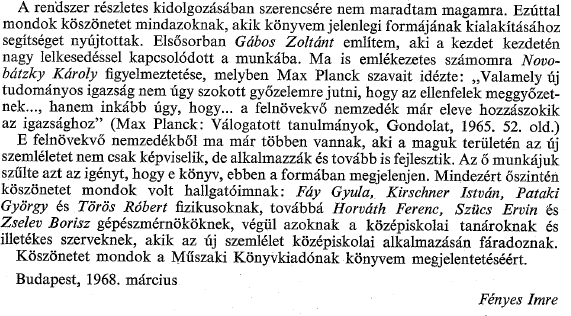 A rendszer részletes kidolgozásában szerencsére nem maradtam magamra. Ezúttal
mondok köszönetet mindazoknak, akik könyvem jelenlegi formájának kialakításához
segítséget nyújtottak. Elsősorban Gábos Zoltánt említem, aki a kezdet kezdetén
nagy lelkesedéssel kapcsolódott a munkába. Ma is emlékezetes számomra Novo-
bátzky Károly figyelmeztetése, melyben Max Planck szavait idézte: „Valamely új
tudományos igazság nem úgy szokott győzelemre jutni, hogy az ellenfelek meggyőzet-
nek..., hanem inkább úgy, hogy... a felnövekvő nemzedék már eleve hozzászokik
az igazsághoz” (Max Planck: Válogatott tanulmányok, Gondolat, 1965. 52. old.)
E felnövekvő nemzedékből ma már többen vannak, aki a maguk területén az új
szemléletet nem csak képviselik, de alkalmazzák és tovább is fejlesztik. Az ő munkájuk
szülte azt az igényt, hogy e könyv, ebben a formában megjelenjen. Mindezért őszintén
köszönetet mondok volt hallgatóimnak: Fáy Gyula, Kirschner István, Pataki
György és Törös Róbert fizikusoknak, továbbá Horváth Ferenc, Szücs Ervin és
Zselev Borisz gépészmérnököknek, végül azoknak a középiskolai tanároknak és
illetékes szerveknek, akik az új szemlélet középiskolai alkalmazásán fáradoznak.
Köszönetet mondok a Műszaki Könyvkiadónak könyvem megjelentetéséért.
Budapest, 1968. március
Fényes Imre